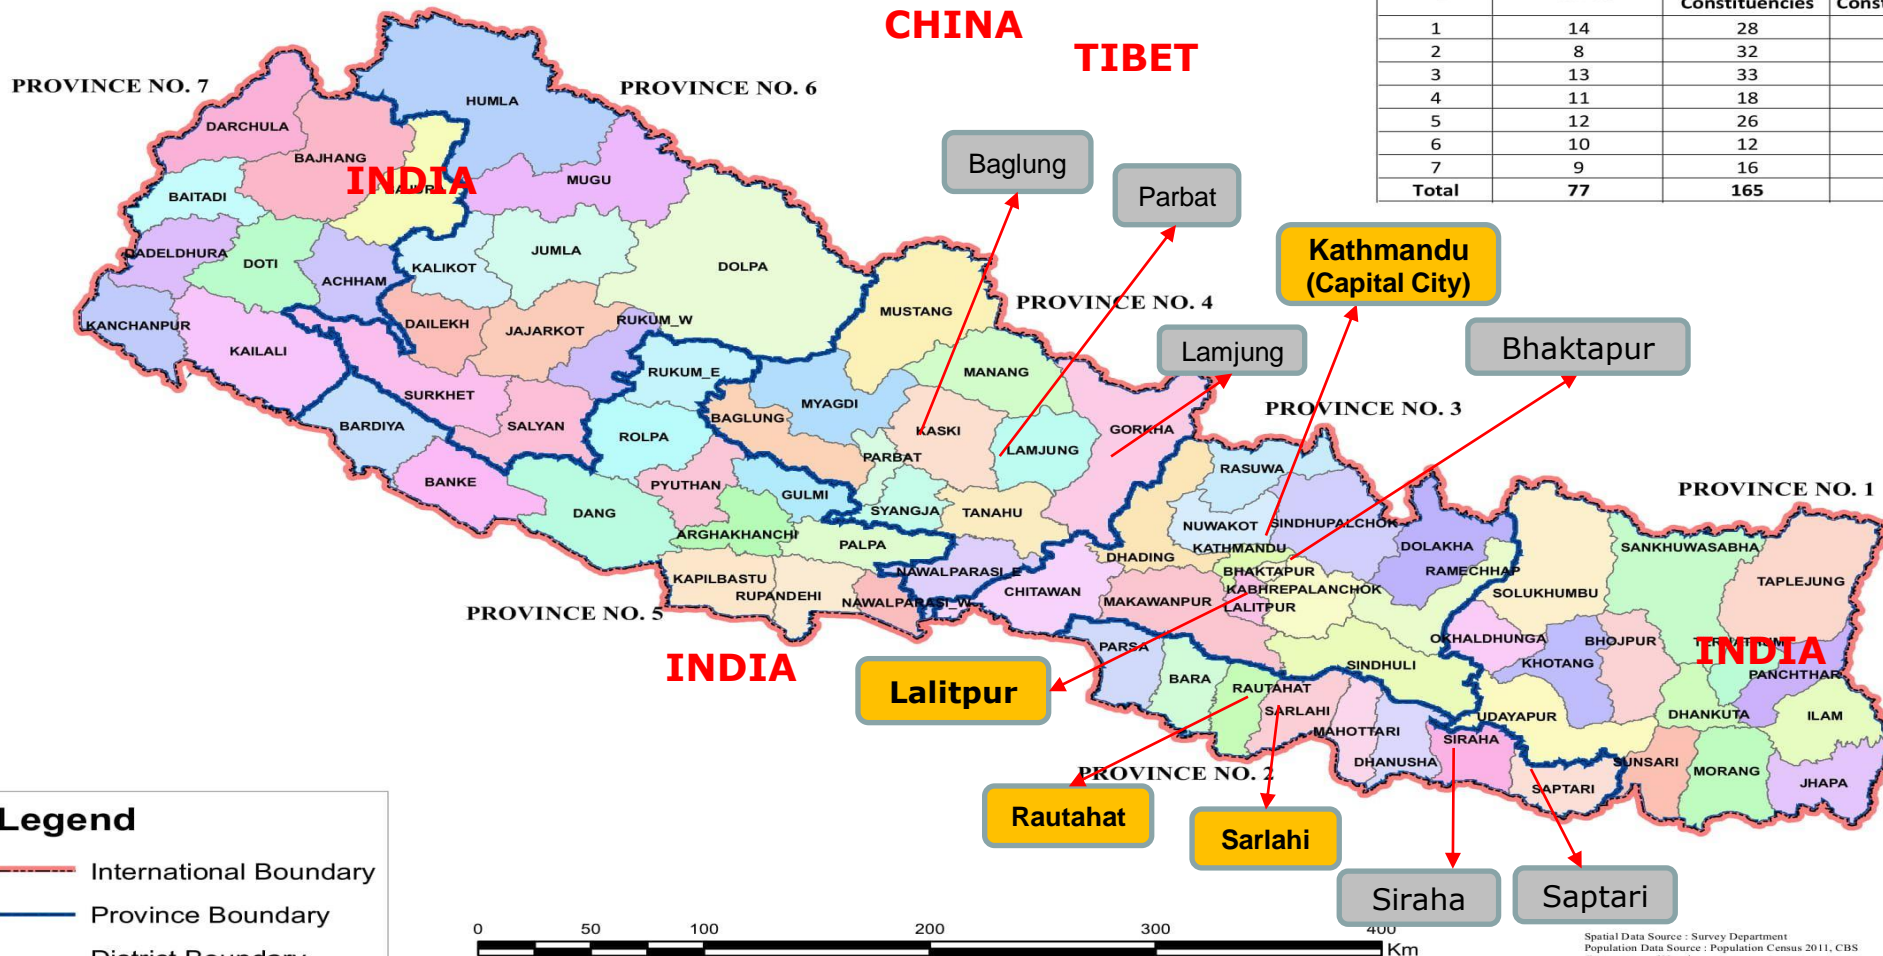 CHINA
TIBET
Constituencies
1 14 28
2 8 32
3 13 33
4 11 18
5 12 26
6 10 12
7 9 16
Total 77 165
PROVINCE NO. 7
PROVINCE NO. 6
HUMLA
DARCHULA
BAJHANG
INDIA
MUGU
BAITADI
Baglung
Parbat
Kathmandu
(Capital City)
DADELDHURA
DOTI
ACHHAM
KALIKOT
JUMLA
DOLPA
PROVINCE NO. 4
MUSTANG
KANCHANPUR
KAILALI
DAILEKH
JAJARKOT
RUKUM_W
Lamjung
Bhaktapur
RUKUM_E
MANANG
SURKHET
MYAGDI
PROVINCE NO. 3
BARDIYA
SALYAN
ROLPA
BAGLUNG
KASKI
LAMJUNG
GORKHA
PARBAT
RASUWA
BANKE
PYUTHAN
GULMI
SYANGJA
TANAHU
PROVINCE NO. 1
DANG
NUWAKOT
SINDHUPALCHOK
ARGHAKHANCHI
PALPA
DHADING
KATHMANDU
DOLAKHA
SANKHUWASABHA
KAPILBASTU
NAWALPARASI_E
BHAKTAPUR
RAMECHHAP
TAPLEJUNG
RUPANDEHI
NAWALPARASI_W
CHITAWAN
MAKAWANPUR
KABHREPALANCHOK
LALITPUR
SOLUKHUMBU
PROVINCE NO. 5
OKHALDHUNGA
BHOJPUR
INDIA
PARSA
SINDHULI
KHOTANG
INDIA
PANCHTHAR
Lalitpur
BARA
RAUTAHAT
SARLAHI
MAHOTTARI
UDAYAPUR
DHANKUTA
ILAM
SIRAHA
DHANUSHA
SUNSARI
MORANG
JHAPA
PROVINCE NO. 2
SAPTARI
Rautahat
Sarlahi
Siraha
Saptari
Legend
International Boundary
Province Boundary
District Boundary
0 50 100 200 300 400
Km
Spatial Data Source : Survey Department
Population Data Source : Population Census 2011, CBS